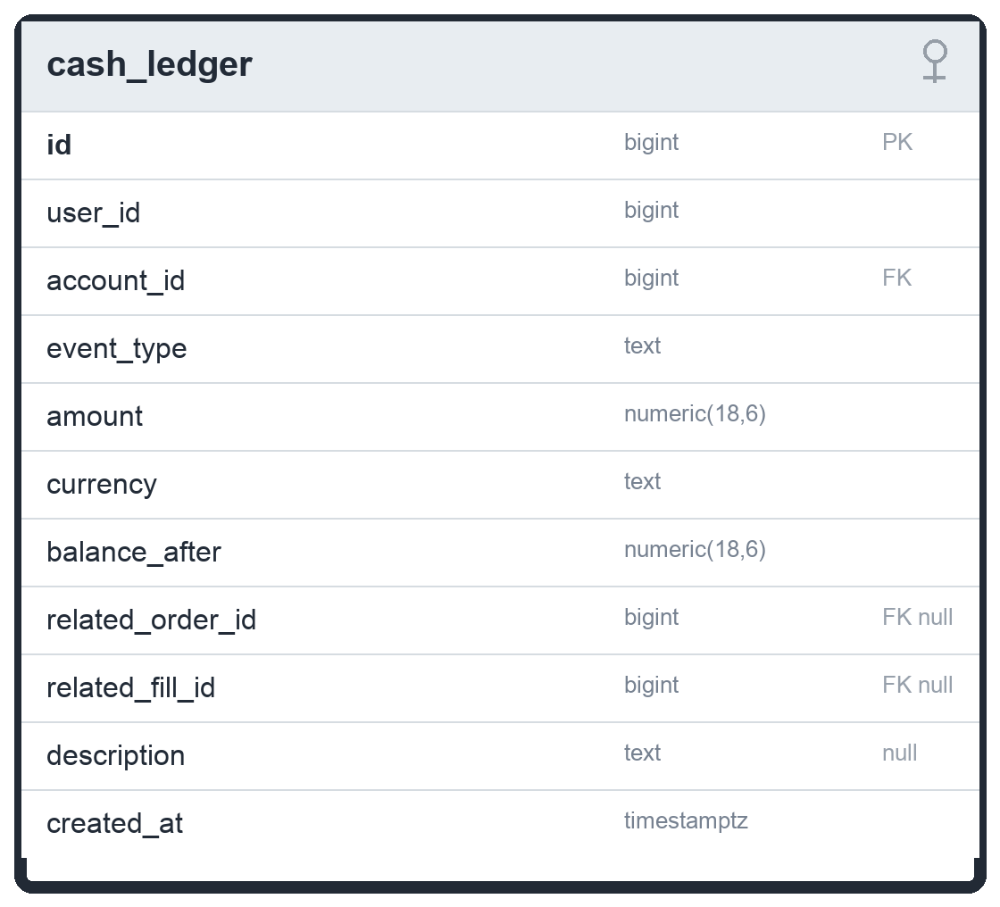 cash_ledger
id bigint PK
user_id bigint
account_id bigint FK
event_type text
amount numeric(18,6)
currency text
balance_after numeric(18,6)
related_order_id bigint FK null
related_fill_id bigint FK null
description text null
created_at timestamptz